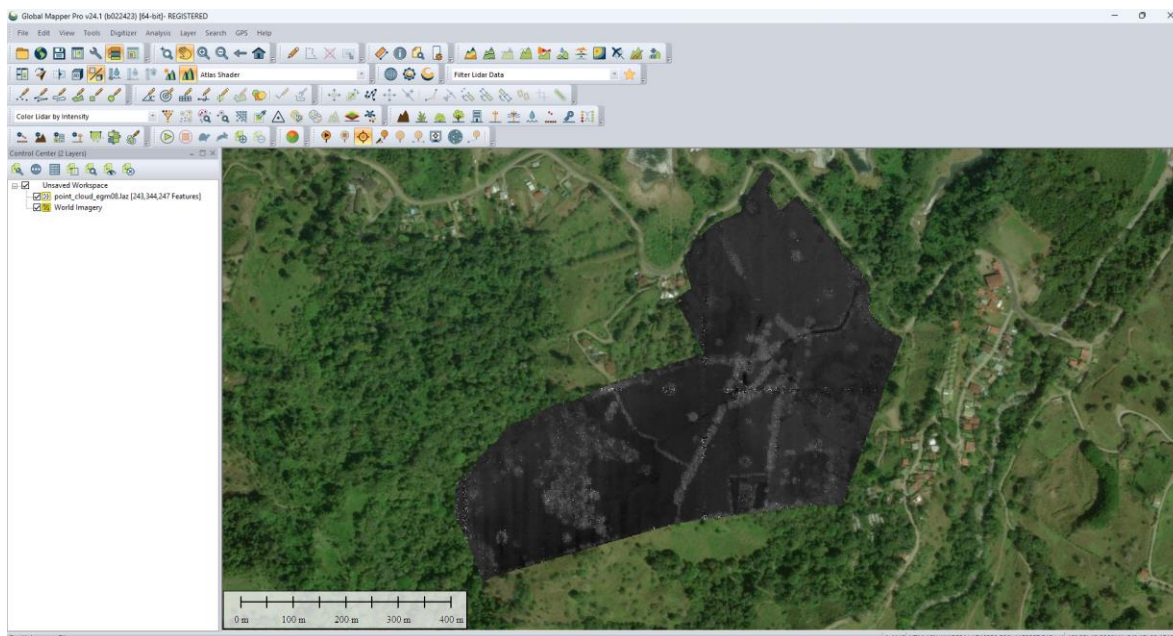 Global Mapper Pro v24.1 (b022423) [64-bit]- REGISTERED
File Edit View Tools Digitizer Analysis Layer Search GPS Help
Atlas Shader
Filter Lidar Data
Color Lidar by Intensity
Control Center (2 Layers)
Unsaved Workspace
point_cloud_egm08.laz [243,344,247 Features]
World Imagery
0 m 100 m 200 m 300 m 400 m